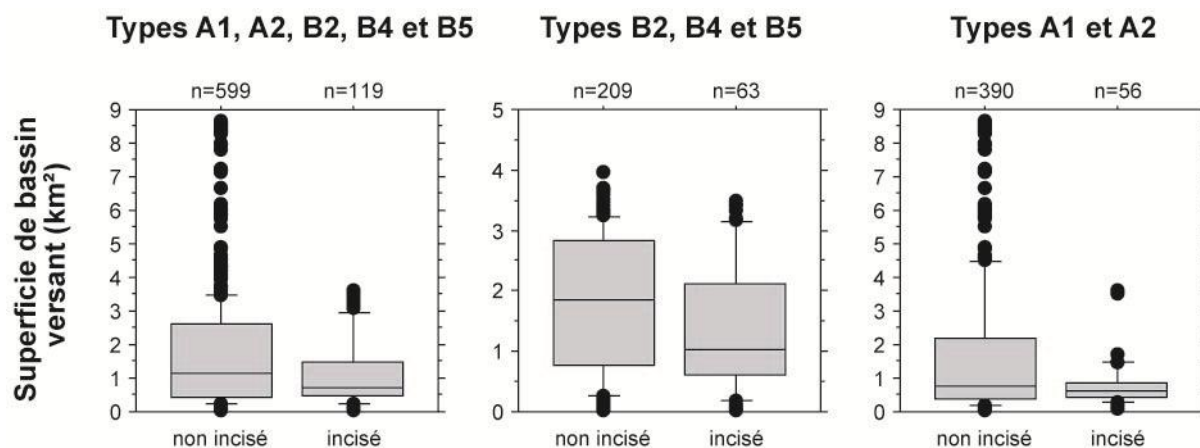 Types A1, A2, B2, B4 et B5
Types B2, B4 et B5
Types A1 et A2
Superficie de bassin
versant (km²)
n=599 n=119
9
8
7
6
5
4
3
2
1
0
non incisé incisé
n=209 n=63
5
4
3
2
1
0
non incisé incisé
n=390 n=56
9
8
7
6
5
4
3
2
1
0
non incisé incisé